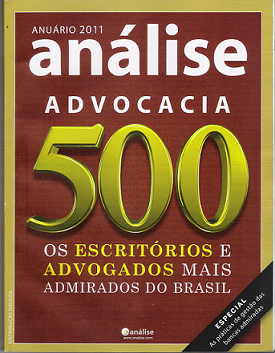 ANUÁRIO 2011
análise
ADVOCACIA
500
OS ESCRITÓRIOS E
ADVOGADOS MAIS
ADMIRADOS DO BRASIL
ESPECIAL
As práticas de gestão das
bancas admiradas
análise
www.analise.com